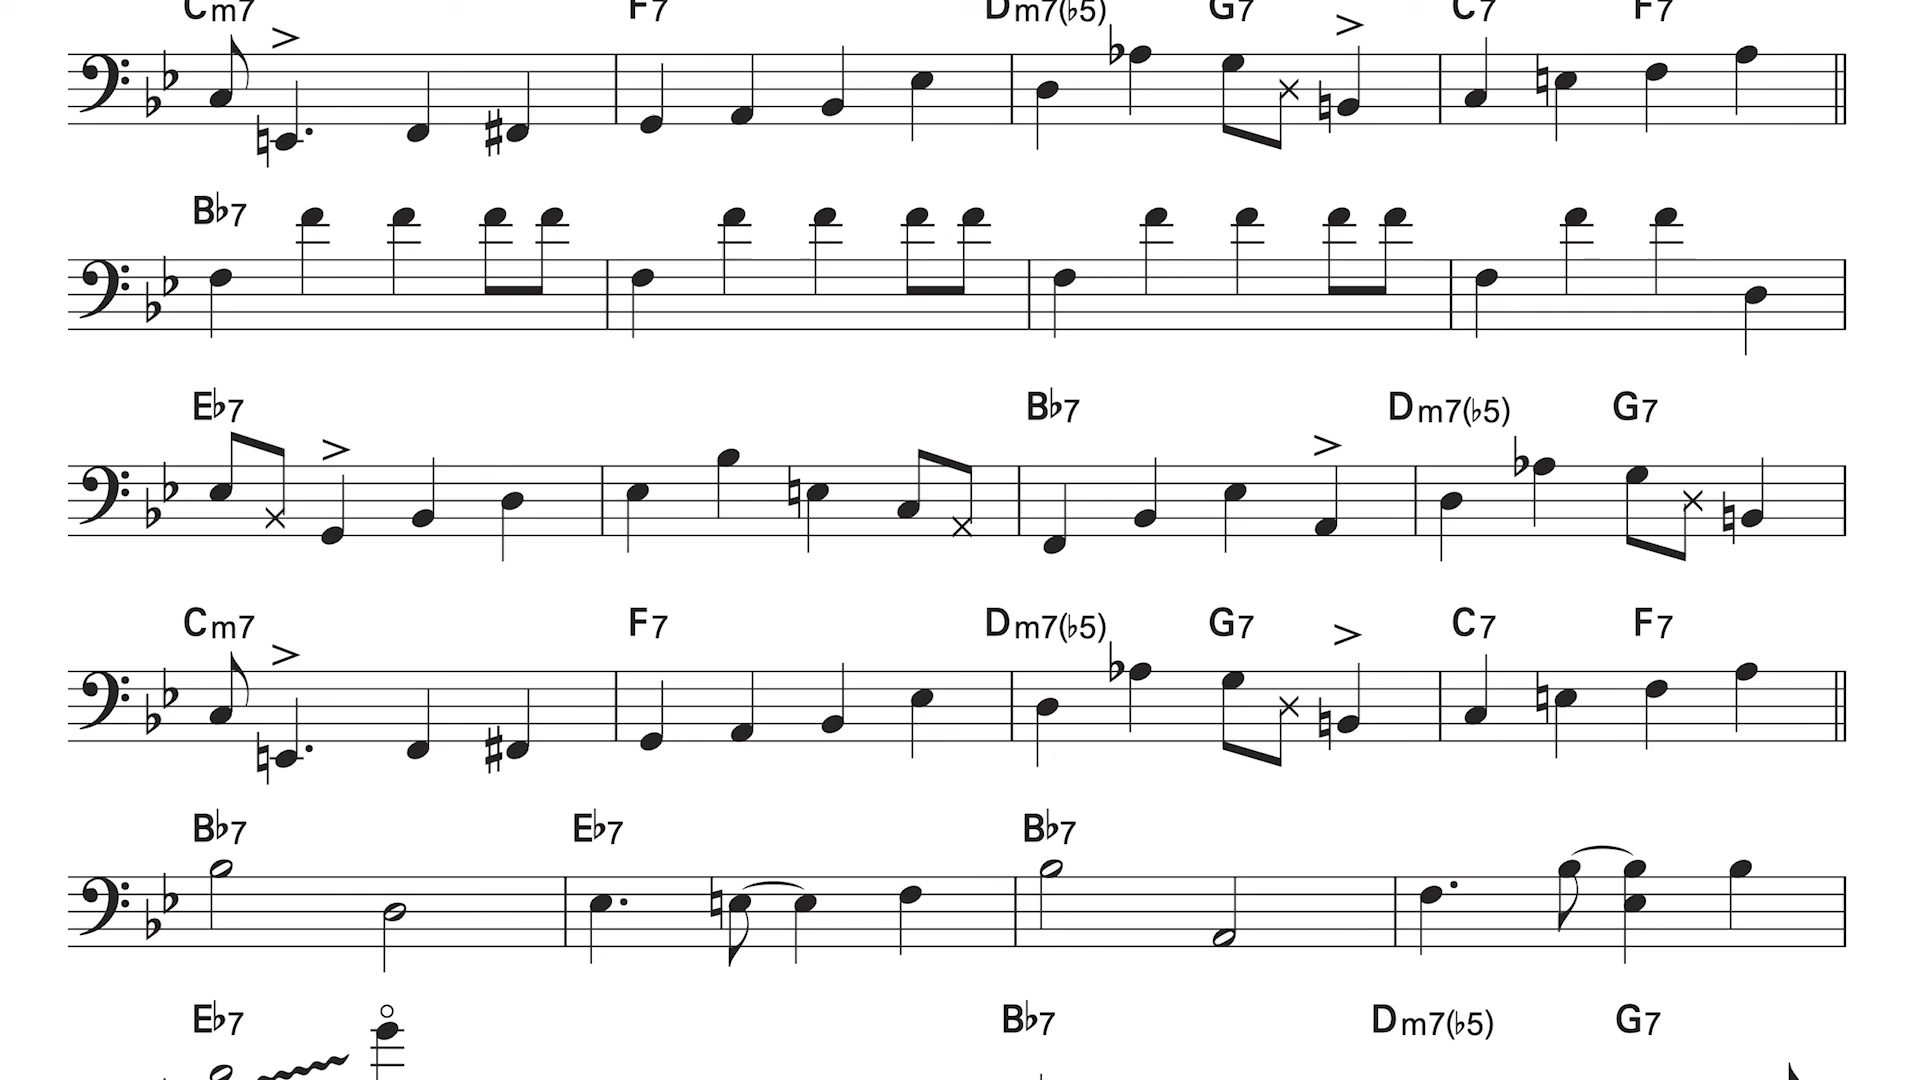 Cm7 F7 Dm7(♭5) G7 C7 F7
B♭7
E♭7 B♭7 Dm7(♭5) G7
Cm7 F7 Dm7(♭5) G7 C7 F7
B♭7 E♭7 B♭7
E♭7 B♭7 Dm7(♭5) G7